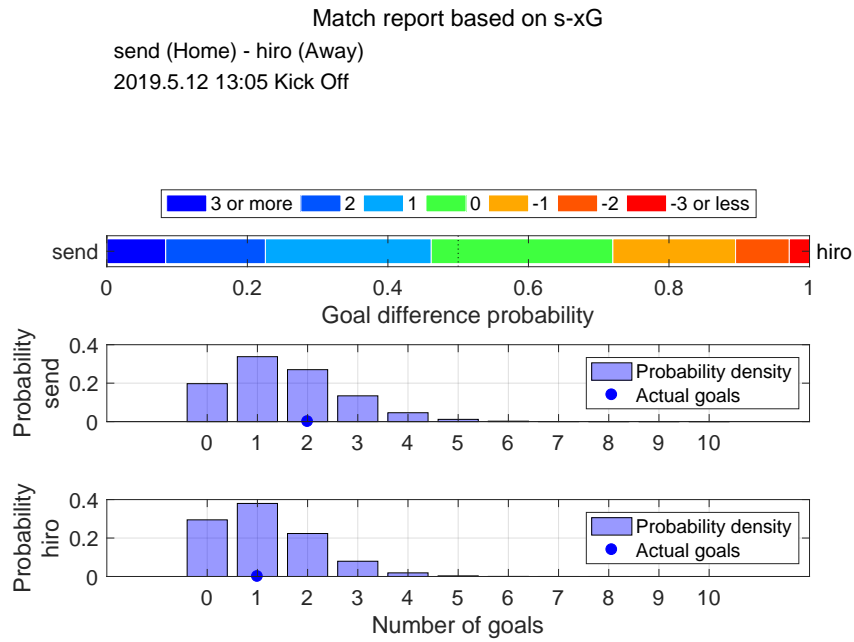 Match report based on s-xG
send (Home) - hiro (Away)
2019.5.12 13:05 Kick Off
3 or more 2 1 0 -1 -2 -3 or less
send hiro
0 0.2 0.4 0.6 0.8 1
Goal difference probability
Probability
send
0.4
0.2
0
Probability density
Actual goals
0 1 2 3 4 5 6 7 8 9 10
Probability
hiro
0.4
0.2
0
Probability density
Actual goals
0 1 2 3 4 5 6 7 8 9 10
Number of goals